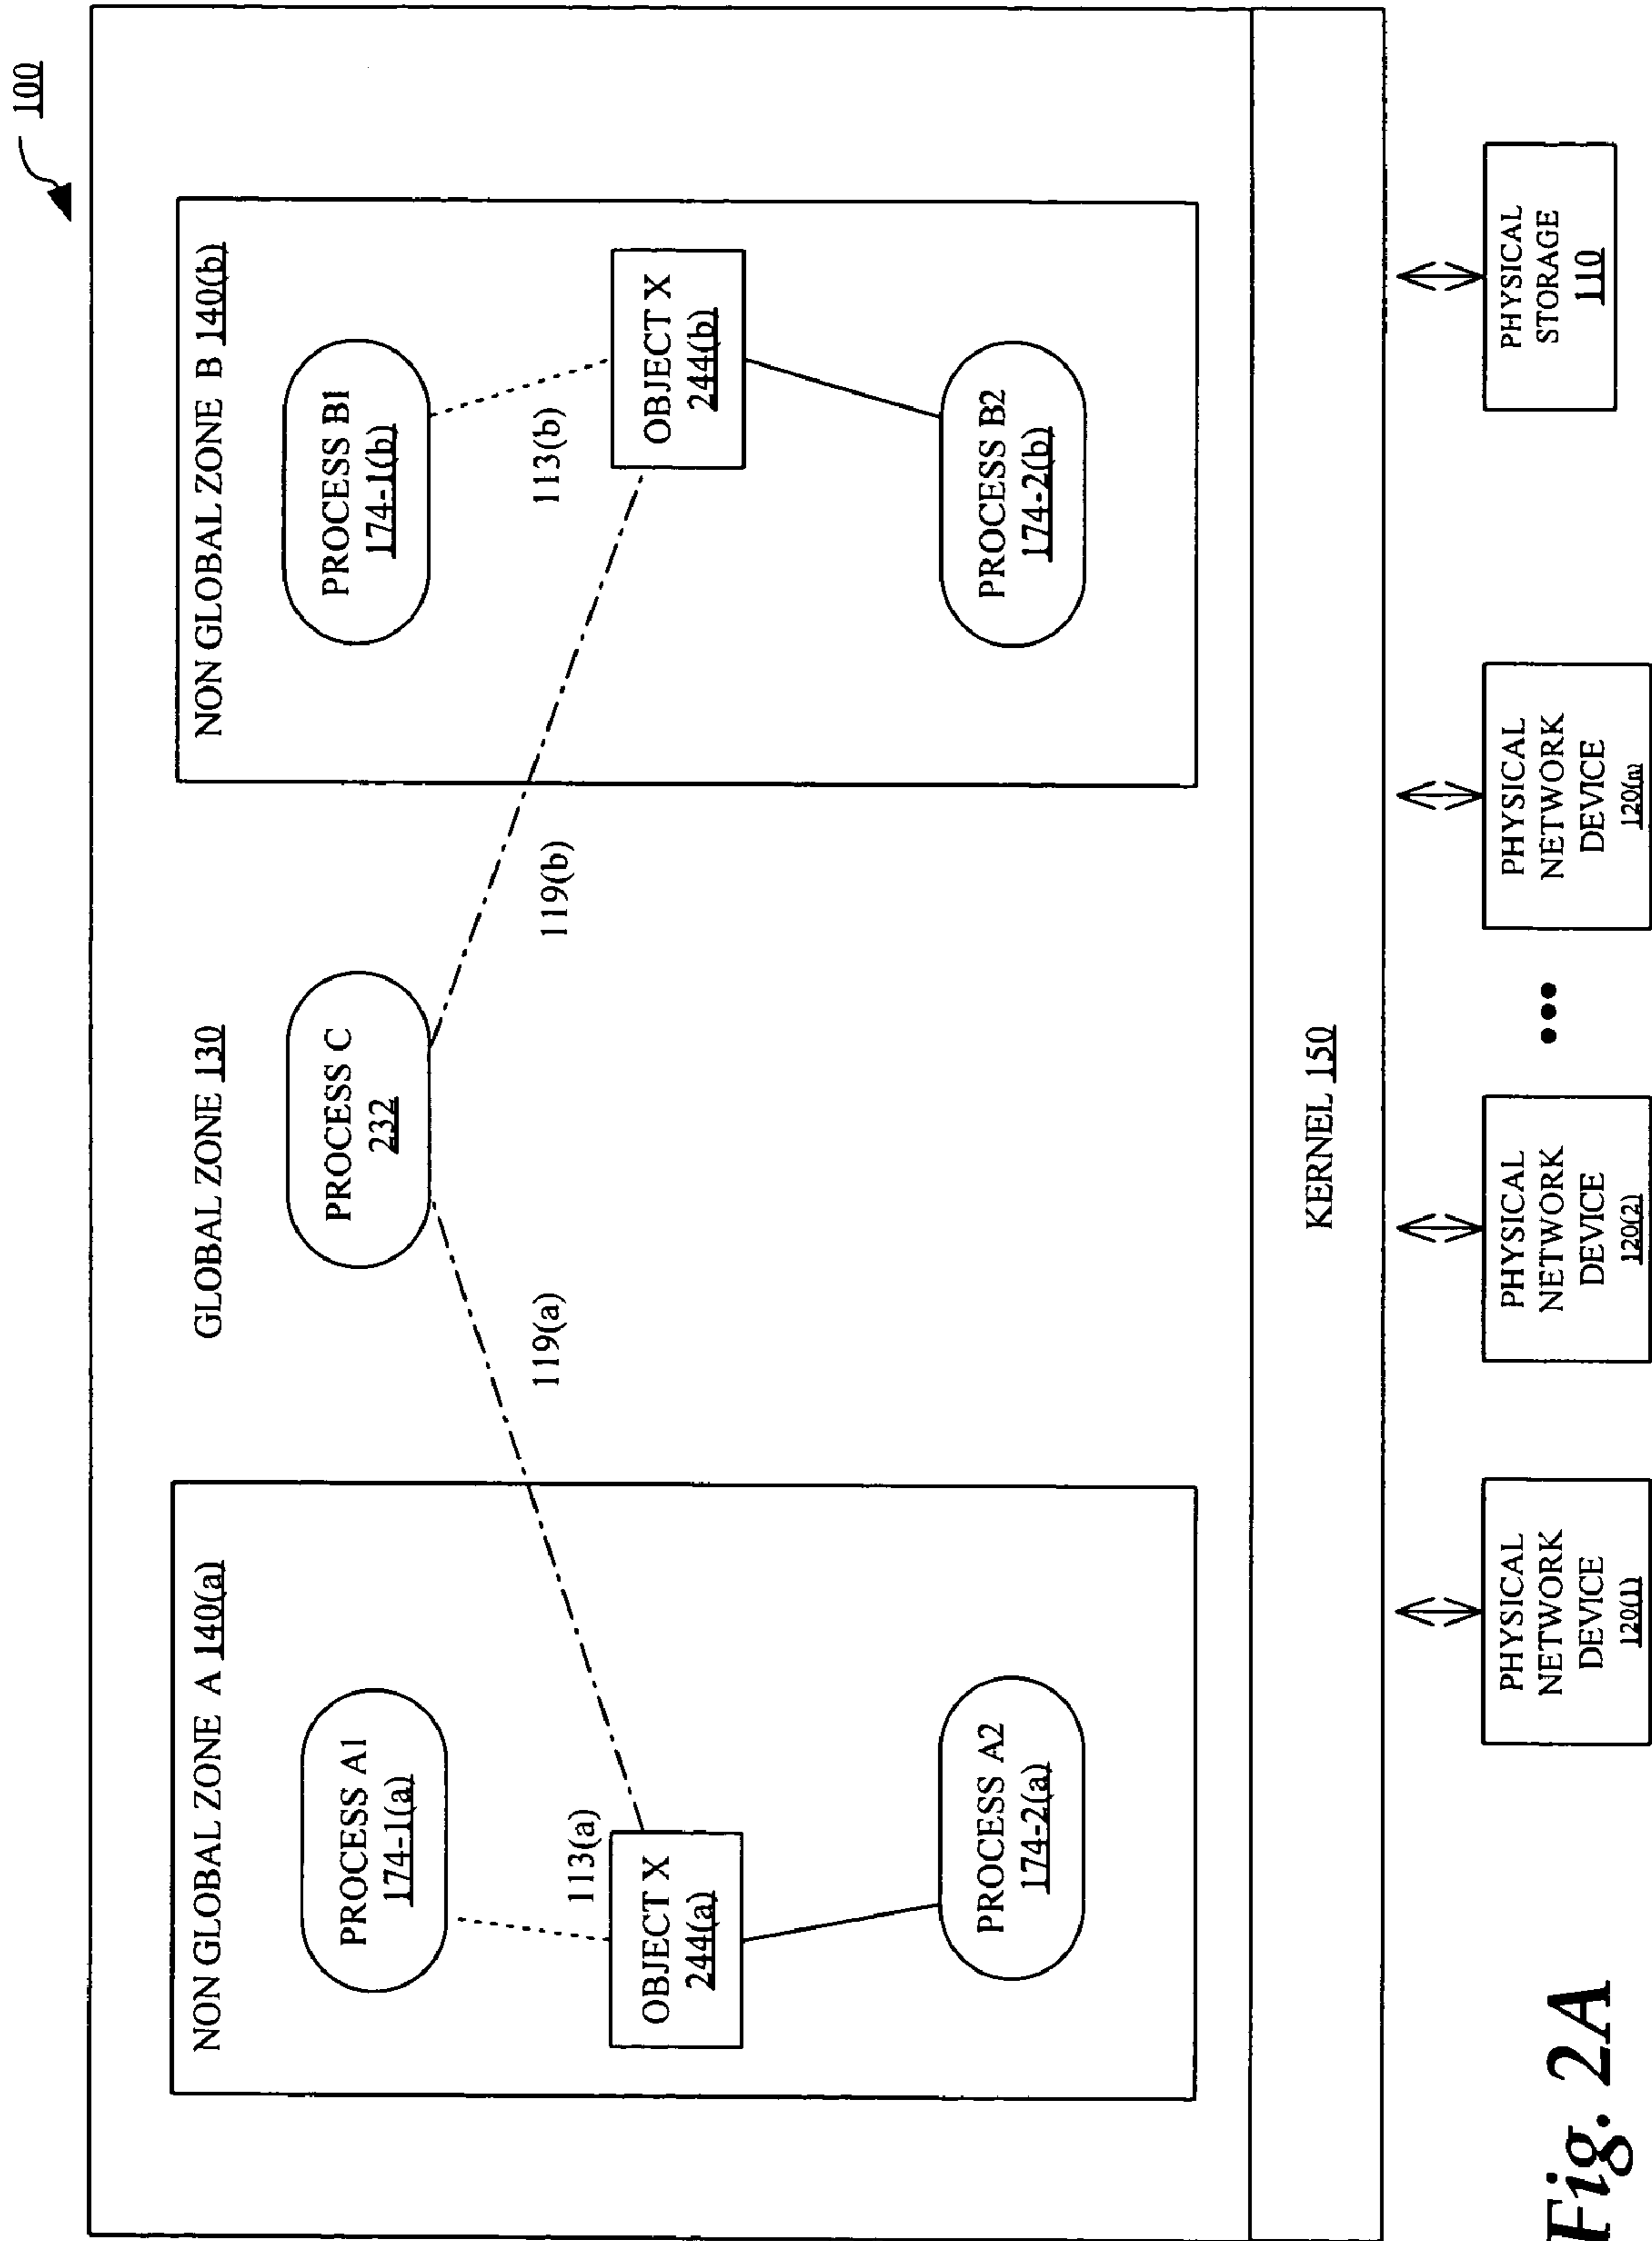 100
GLOBAL ZONE 130
NON GLOBAL ZONE A 140(a)
PROCESS A1
174-1(a)
113(a)
OBJECT X
244(a)
PROCESS A2
174-2(a)
119(a)
PROCESS C
232
119(b)
NON GLOBAL ZONE B 140(b)
PROCESS B1
174-1(b)
113(b)
OBJECT X
244(b)
PROCESS B2
174-2(b)
KERNEL 150
PHYSICAL
NETWORK
DEVICE
120(1)
PHYSICAL
NETWORK
DEVICE
120(2)
•••
PHYSICAL
NETWORK
DEVICE
120(n)
PHYSICAL
STORAGE
110
Fig. 2A